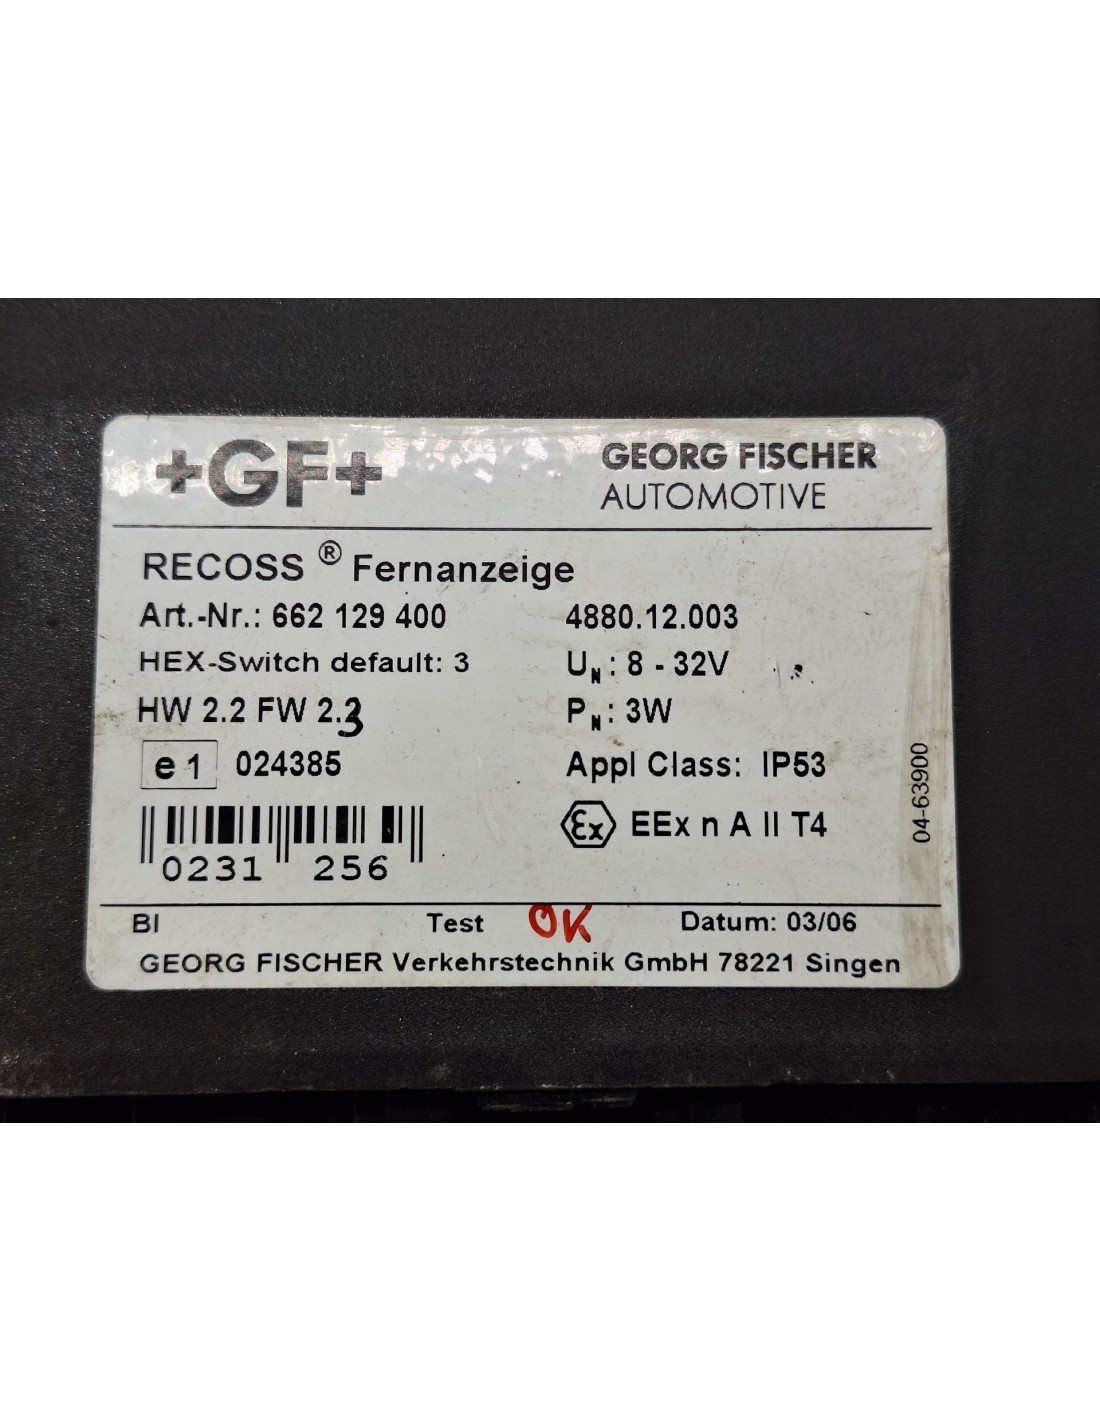 +GF+
GEORG FISCHER
AUTOMOTIVE
RECOSS ® Fernanzeige
Art.-Nr.: 662 129 400
4880.12.003
HEX-Switch default: 3
UN: 8 - 32V
HW 2.2 FW 2.3
PN: 3W
e1 024385
Appl Class: IP53
Ex EEx n A II T4
0231 256
04-63900
BI
Test OK
Datum: 03/06
GEORG FISCHER Verkehrstechnik GmbH 78221 Singen